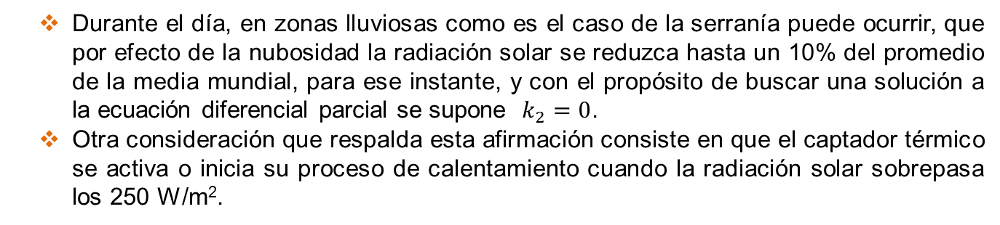 ❖ Durante el día, en zonas lluviosas como es el caso de la serranía puede ocurrir, que
por efecto de la nubosidad la radiación solar se reduzca hasta un 10% del promedio
de la media mundial, para ese instante, y con el propósito de buscar una solución a
la ecuación diferencial parcial se supone k₂ = 0.
❖ Otra consideración que respalda esta afirmación consiste en que el captador térmico
se activa o inicia su proceso de calentamiento cuando la radiación solar sobrepasa
los 250 W/m².